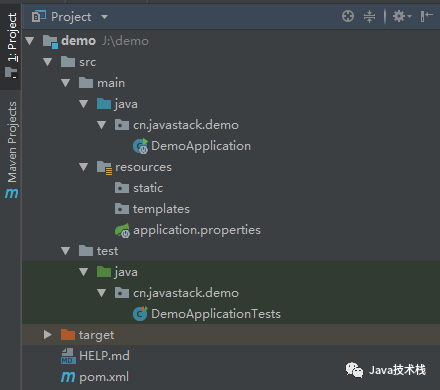 1: Project
Maven Projects
Project
demo J:\demo
src
main
java
cn.javastack.demo
DemoApplication
resources
static
templates
application.properties
test
java
cn.javastack.demo
DemoApplicationTests
target
HELP.md
pom.xml
Java技术栈